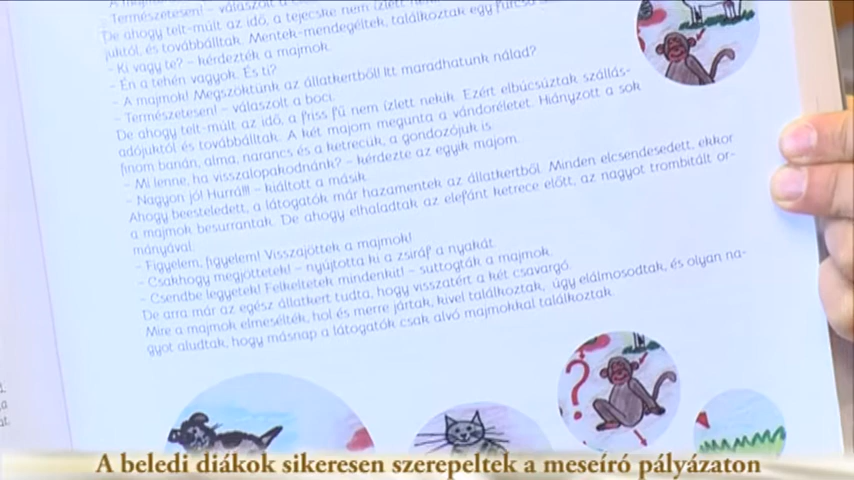 - Természetesen! – válaszolt a
De ahogy telt-múlt az idő, a tejecske nem ízlett nekik.
juktól, és továbbálltak. Mentek-mendegéltek, találkoztak egy furcsa
- Ki vagy te? – kérdezték a majmok.
- Én a tehén vagyok. És ti?
- A majmok! Megszöktünk az állatkertből! Itt maradhatunk nálad?
- Természetesen! – válaszolt a boci.
De ahogy telt-múlt az idő, a friss fű nem ízlett nekik. Ezért elbúcsúztak szállás-
adójuktól és továbbálltak. A két majom megunta a vándoréletet. Hiányzott a sok
finom banán, alma, narancs és a ketrecük, a gondozójuk is.
- Mi lenne, ha visszalopakodnánk? – kérdezte az egyik majom.
- Nagyon jó! Hurrá!!! – kiáltott a másik.
Ahogy beesteledett, a látogatók már hazamentek az állatkertből. Minden elcsendesedett, ekkor
a majmok besurrantak. De ahogy elhaladtak az elefánt ketrece előtt, az nagyot trombitált or-
mányával.
- Figyelem, figyelem! Visszajöttek a majmok!
- Csakhogy megjöttetek! – nyújtotta ki a zsiráf a nyakát.
- Csendbe legyetek! Felkeltetek mindenkit! – suttogták a majmok.
De arra már az egész állatkert tudta, hogy visszatért a két csavargó.
Mire a majmok elmesélték, hol és merre jártak, kivel találkoztak, úgy elálmosodtak, és olyan na-
gyot aludtak, hogy másnap a látogatók csak alvó majmokkal találkoztak.
?
A beledi diákok sikeresen szerepeltek a meseíró pályázaton